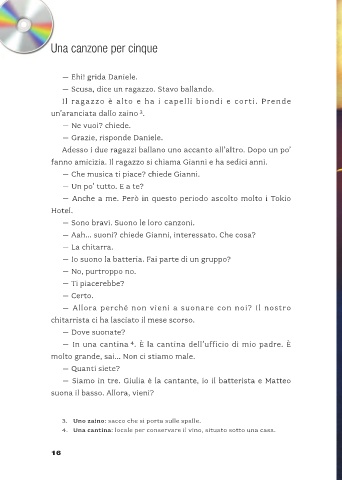 Una canzone per cinque
— Ehi! grida Daniele.
— Scusa, dice un ragazzo. Stavo ballando.
Il ragazzo è alto e ha i capelli biondi e corti. Prende
un'arancia dallo zaino 3.
— Ne vuoi? chiede.
— Grazie, risponde Daniele.
Adesso i due ragazzi ballano uno accanto all'altro. Dopo un po'
fanno amicizia. Il ragazzo si chiama Gianni e ha sedici anni.
— Che musica ti piace? chiede Gianni.
— Un po' tutto. E a te?
— Anche a me. Però in questo periodo ascolto molto i Tokio
Hotel.
— Sono bravi. Suono le loro canzoni.
— Aah... suoni? chiede Gianni, interessato. Che cosa?
— La chitarra.
— Io suono la batteria. Fai parte di un gruppo?
— No, purtroppo no.
— Ti piacerebbe?
— Certo.
— Allora perché non vieni a suonare con noi? Il nostro
chitarrista ci ha lasciato il mese scorso.
— Dove suonate?
— In una cantina 4. È la cantina dell'ufficio di mio padre. È
molto grande, sai... Non ci stiamo male.
— Quanti siete?
— Siamo in tre. Giulia è la cantante, io il batterista e Matteo
suona il basso. Allora, vieni?
3. Uno zaino: sacco che si porta sulle spalle.
4. Una cantina: locale per conservare il vino, situato sotto una casa.
16